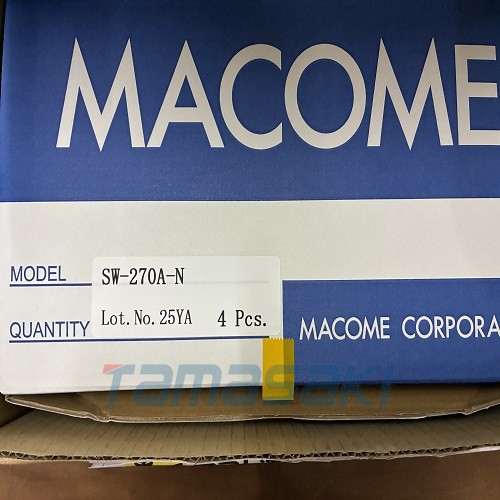 MACOME
MODEL SW-270A-N
QUANTITY Lot. No. 25YA 4 Pcs.
MACOME CORPORA
Tamasaki